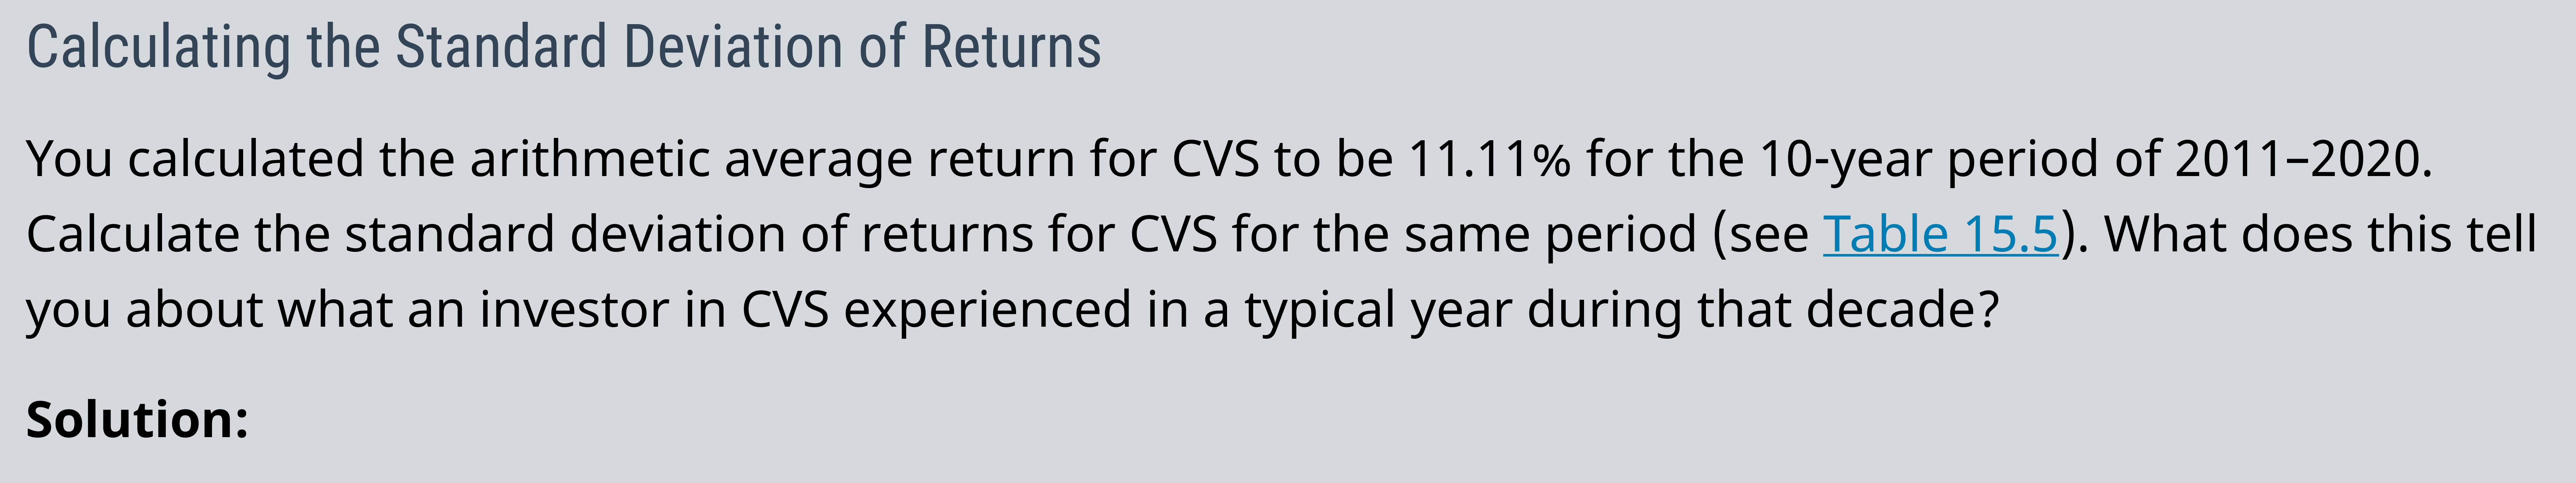 Calculating the Standard Deviation of Returns
You calculated the arithmetic average return for CVS to be 11.11% for the 10-year period of 2011–2020.
Calculate the standard deviation of returns for CVS for the same period (see Table 15.5). What does this tell
you about what an investor in CVS experienced in a typical year during that decade?
Solution: